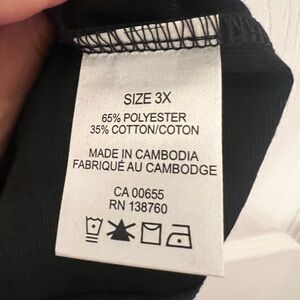 SIZE 3X
65% POLYESTER
35% COTTON/COTON
MADE IN CAMBODIA
FABRIQUÉ AU CAMBODGE
CA 00655
RN 138760